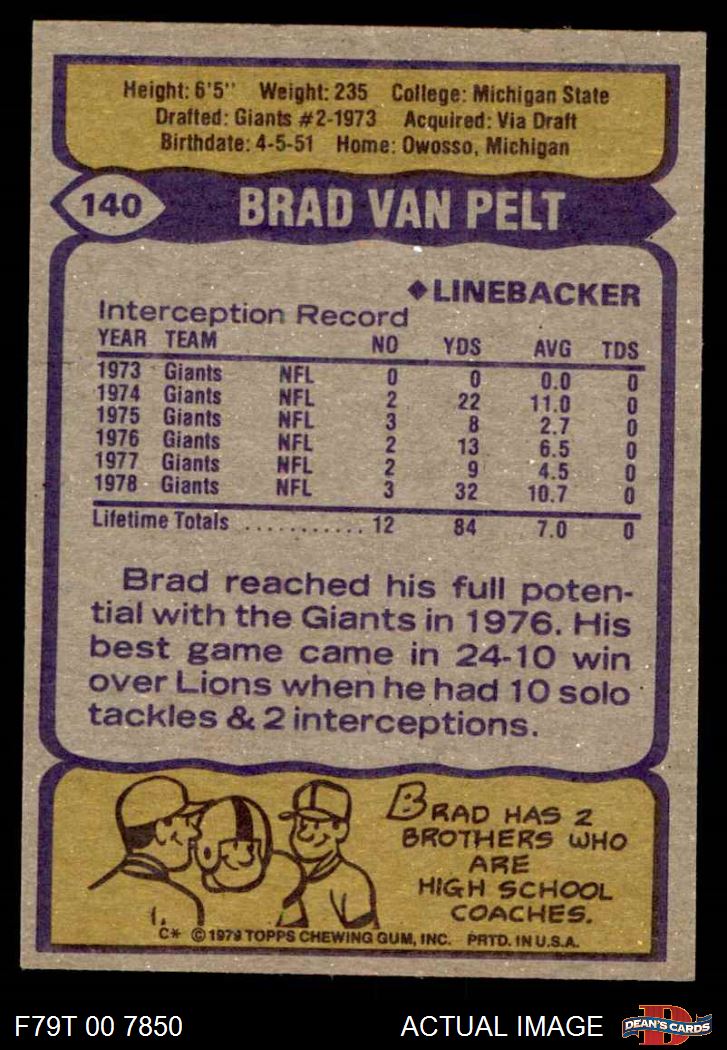 Height: 6'5" Weight: 235 College: Michigan State
Drafted: Giants #2-1973 Acquired: Via Draft
Birthdate: 4-5-51 Home: Owosso, Michigan
140 BRAD VAN PELT
◆LINEBACKER
Interception Record
YEAR TEAM NO YDS AVG TDS
1973 Giants NFL 0 0 0.0 0
1974 Giants NFL 2 22 11.0 0
1975 Giants NFL 3 8 2.7 0
1976 Giants NFL 2 13 6.5 0
1977 Giants NFL 2 9 4.5 0
1978 Giants NFL 3 32 10.7 0
Lifetime Totals ............ 12 84 7.0 0
Brad reached his full poten-
tial with the Giants in 1976. His
best game came in 24-10 win
over Lions when he had 10 solo
tackles & 2 interceptions.
BRAD HAS 2
BROTHERS WHO
ARE
HIGH SCHOOL
COACHES.
C* © 1979 TOPPS CHEWING GUM, INC. PRTD. IN U.S.A.
F79T 00 7850 ACTUAL IMAGE D DEAN'S CARDS